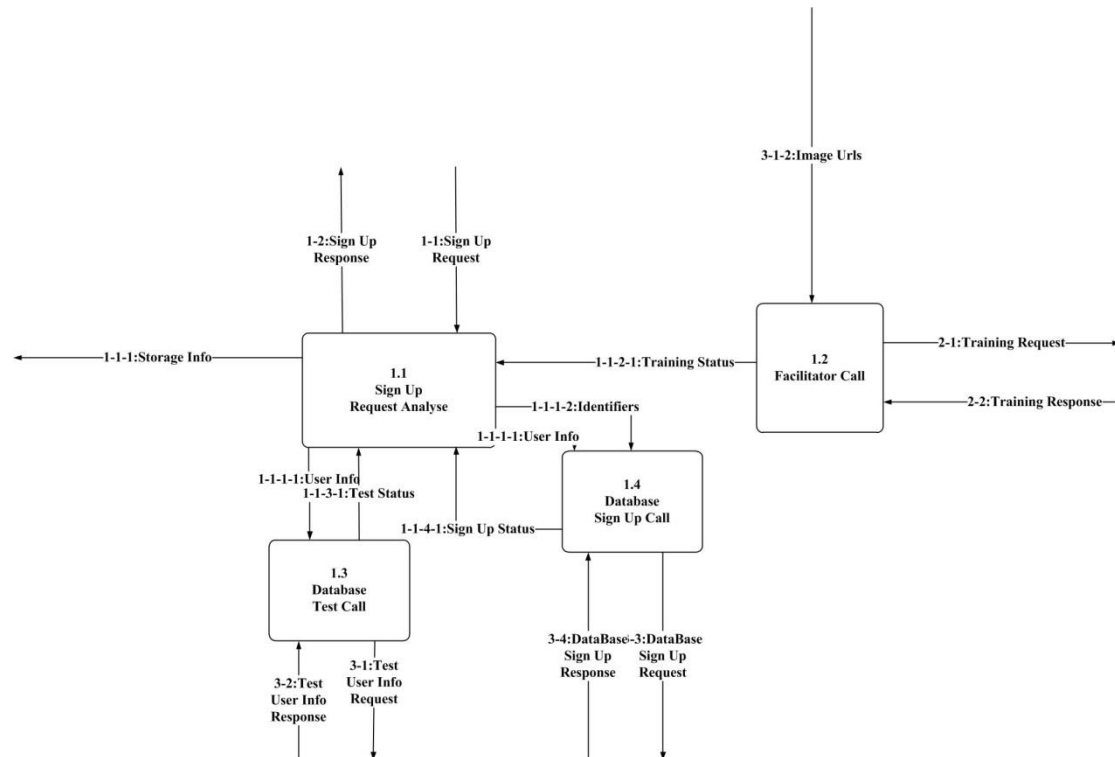 3-1-2:Image Urls
1-2:Sign Up
Response
1-1:Sign Up
Request
1-1-1:Storage Info
1.1
Sign Up
Request Analyse
1-1-2-1:Training Status
1.2
Facilitator Call
2-1:Training Request
2-2:Training Response
1-1-1-2:Identifiers
1-1-1-1:User Info
1-1-1-1:User Info
1-1-3-1:Test Status
1-1-4-1:Sign Up Status
1.4
Database
Sign Up Call
1.3
Database
Test Call
3-2:Test
User Info
Response
3-1:Test
User Info
Request
3-4:DataBase
Sign Up
Response
-3:DataBase
Sign Up
Request